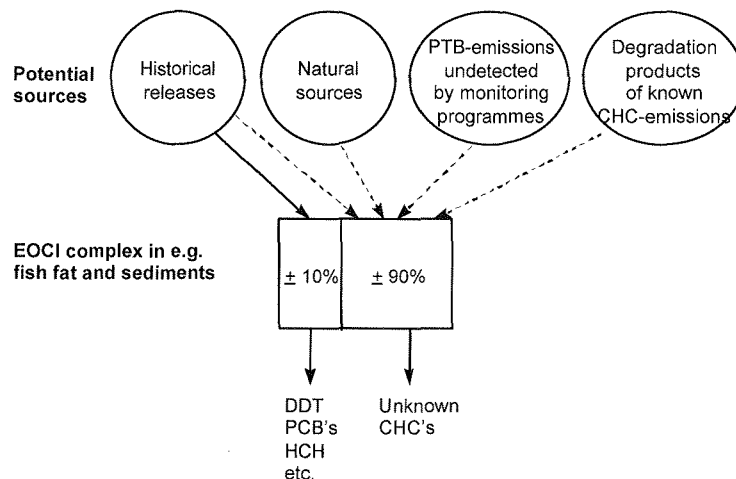 Potential
sources
Historical
releases
Natural
sources
PTB-emissions
undetected
by monitoring
programmes
Degradation
products
of known
CHC-emissions
EOCI complex in e.g.
fish fat and sediments
± 10%
± 90%
DDT
PCB's
HCH
etc.
Unknown
CHC's